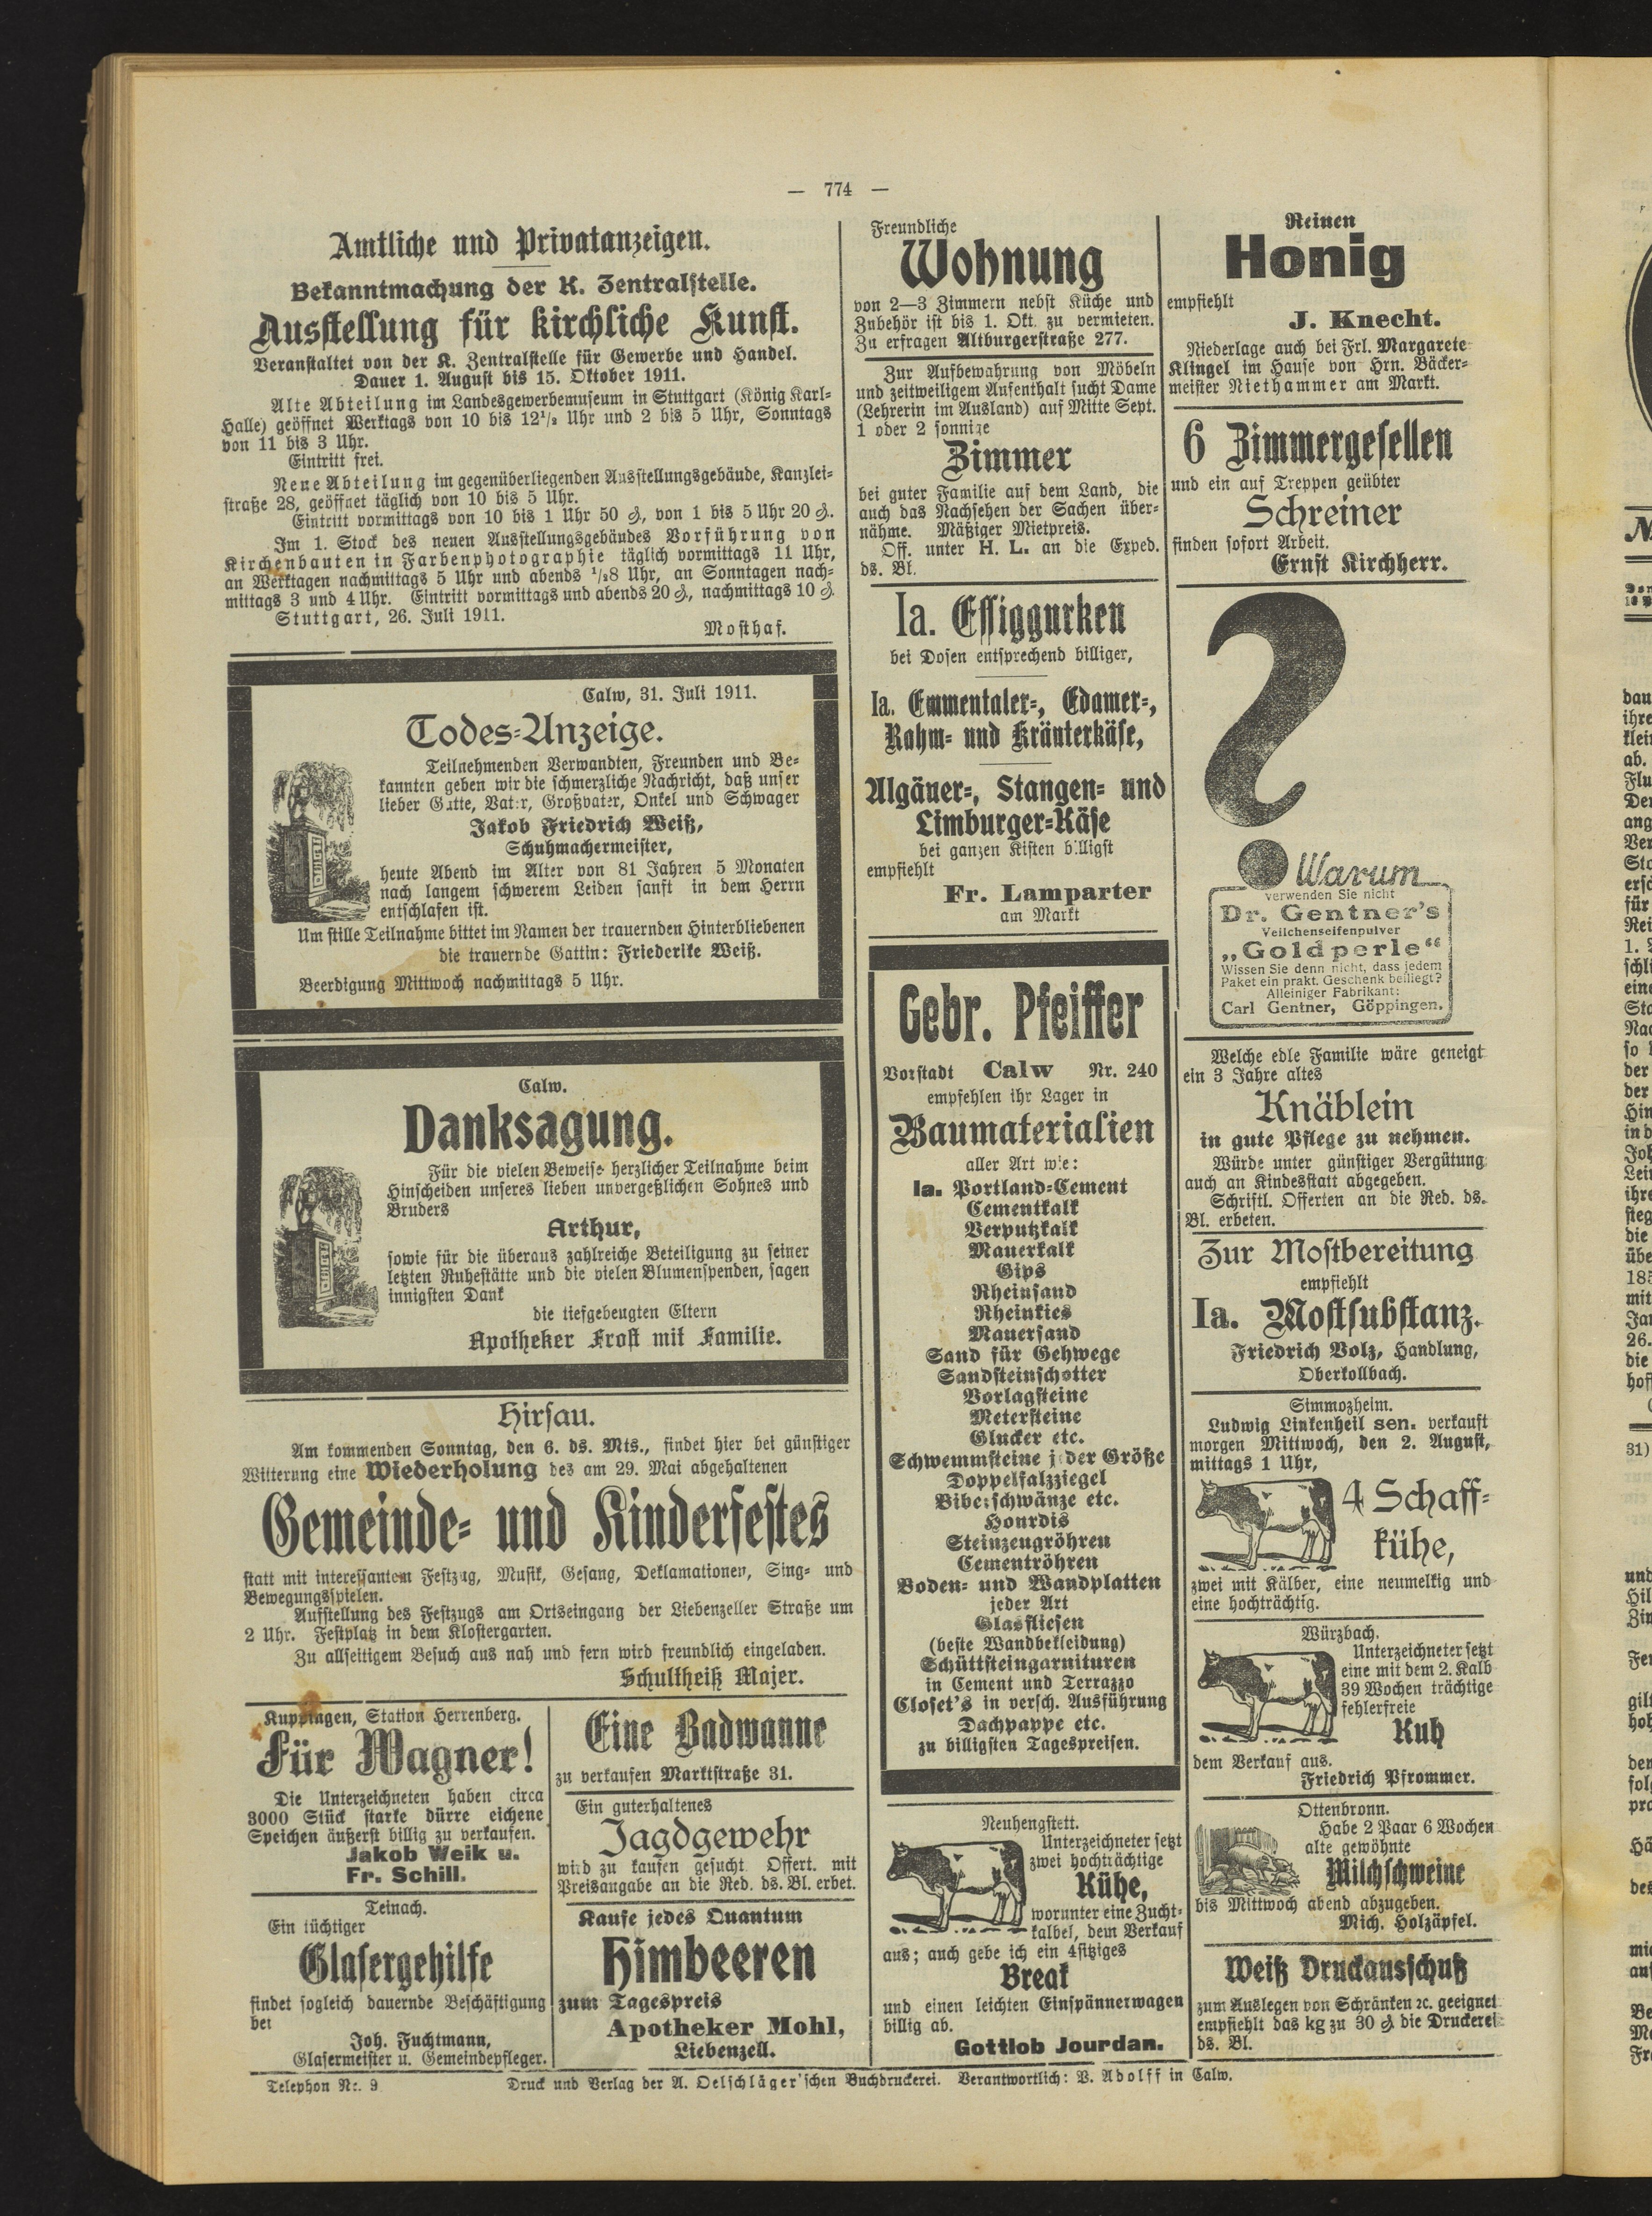 — 774 —
Amtliche und Privatanzeigen.
Bekanntmachung der K. Zentralstelle.
Ausstellung für kirchliche Kunst.
Veranstaltet von der K. Zentralstelle für Gewerbe und Handel.
Dauer 1. August bis 15. Oktober 1911.
Alte Abteilung im Landesgewerbemuseum in Stuttgart (König Karl-
Halle) geöffnet Werktags von 10 bis 12½ Uhr und 2 bis 5 Uhr, Sonntags
von 11 bis 3 Uhr.
Eintritt frei.
Neue Abteilung im gegenüberliegenden Ausstellungsgebäude, Kanzlei-
straße 28, geöffnet täglich von 10 bis 5 Uhr.
Eintritt vormittags von 10 bis 1 Uhr 50 ₰, von 1 bis 5 Uhr 20 ₰.
Im 1. Stock des neuen Ausstellungsgebäudes Vorführung von
Kirchenbauten in Farbenphotographie täglich vormittags 11 Uhr,
an Werktagen nachmittags 5 Uhr und abends ½8 Uhr, an Sonntagen nach-
mittags 3 und 4 Uhr. Eintritt vormittags und abends 20 ₰, nachmittags 10 ₰
Stuttgart, 26. Juli 1911.
Mosthaf.
Calw, 31. Juli 1911.
Todes-Anzeige.
Teilnehmenden Verwandten, Freunden und Be-
kannten geben wir die schmerzliche Nachricht, daß unser
lieber Gatte, Vater, Großvater, Onkel und Schwager
Jakob Friedrich Weiß,
Schuhmachermeister,
heute Abend im Alter von 81 Jahren 5 Monaten
nach langem schwerem Leiden sanft in dem Herrn
entschlafen ist.
Um stille Teilnahme bittet im Namen der trauernden Hinterbliebenen
die trauernde Gattin: Friederike Weiß.
Beerdigung Mittwoch nachmittags 5 Uhr.
Calw.
Danksagung.
Für die vielen Beweise herzlicher Teilnahme beim
Hinscheiden unseres lieben unvergeßlichen Sohnes und
Bruders
Arthur,
sowie für die überaus zahlreiche Beteiligung zu seiner
letzten Ruhestätte und die vielen Blumenspenden, sagen
innigsten Dank
die tiefgebeugten Eltern
Apotheker Frost mit Familie.
Hirsau.
Am kommenden Sonntag, den 6. ds. Mts., findet hier bei günstiger
Witterung eine Wiederholung des am 29. Mai abgehaltenen
Gemeinde- und Kinderfestes
statt mit interessantem Festzug, Musik, Gesang, Deklamationen, Sing- und
Bewegungsspielen.
Aufstellung des Festzugs am Ortseingang der Liebenzeller Straße um
2 Uhr. Festplatz in dem Klostergarten.
Zu allseitigem Besuch aus nah und fern wird freundlich eingeladen.
Schultheiß Majer.
Kuppingen, Station Herrenberg.
Für Wagner!
Die Unterzeichneten haben circa
3000 Stück starke dürre eichene
Speichen äußerst billig zu verkaufen.
Jakob Weik u.
Fr. Schill.
Teinach.
Ein tüchtiger
Glasergehilfe
findet sogleich dauernde Beschäftigung
bei
Joh. Fuchtmann,
Glasermeister u. Gemeindepfleger.
Eine Badwanne
zu verkaufen Marktstraße 31.
Ein guterhaltenes
Jagdgewehr
wird zu kaufen gesucht. Offert. mit
Preisangabe an die Red. ds. Bl. erbet.
Kaufe jedes Quantum
Himbeeren
zum Tagespreis
Apotheker Mohl,
Liebenzell.
Freundliche
Wohnung
von 2—3 Zimmern nebst Küche und
Zubehör ist bis 1. Okt. zu vermieten.
Zu erfragen Altburgerstraße 277.
Zur Aufbewahrung von Möbeln
und zeitweiligem Aufenthalt sucht Dame
(Lehrerin im Ausland) auf Mitte Sept.
1 oder 2 sonnige
Zimmer
bei guter Familie auf dem Land, die
auch das Nachsehen der Sachen über-
nähme. Mäßiger Mietpreis.
Off. unter H. L. an die Exped.
ds. Bl.
Ia. Essiggurken
bei Dosen entsprechend billiger,
Ia. Emmentaler-, Edamer-,
Rahm- und Kräuterkäse,
Algäuer-, Stangen- und
Limburger-Käse
bei ganzen Kisten billigst
empfiehlt
Fr. Lamparter
am Markt
Gebr. Pfeiffer
Vorstadt Calw Nr. 240
empfehlen ihr Lager in
Baumaterialien
aller Art wie:
Ia. Portland-Cement
Cementkalk
Verputzkalk
Mauerkalk
Gips
Rheinsand
Rheinkies
Mauersand
Sand für Gehwege
Sandsteinschotter
Vorlagsteine
Metersteine
Glucker etc.
Schwemmsteine jeder Größe
Doppelfalzziegel
Biberschwänze etc.
Hourdis
Steinzeugröhren
Cementröhren
Boden- und Wandplatten
jeder Art
Glasfliesen
(beste Wandbekleidung)
Schüttsteingarnituren
in Cement und Terrazzo
Closet's in versch. Ausführung
Dachpappe etc.
zu billigsten Tagespreisen.
Neuhengstett.
Unterzeichneter setzt
zwei hochträchtige
Kühe,
worunter eine Zucht-
kalbel, dem Verkauf
aus; auch gebe ich ein 4sitziges
Break
und einen leichten Einspännerwagen
billig ab.
Gottlob Jourdan.
Reinen
Honig
empfiehlt
J. Knecht.
Niederlage auch bei Frl. Margarete
Klingel im Hause von Hrn. Bäcker-
meister Niethammer am Markt.
6 Zimmergesellen
und ein auf Treppen geübter
Schreiner
finden sofort Arbeit.
Ernst Kirchherr.
?
Warum
verwenden Sie nicht
Dr. Gentner's
Veilchenseifenpulver
„Goldperle“
Wissen Sie denn nicht, dass jedem
Paket ein prakt. Geschenk beiliegt?
Alleiniger Fabrikant:
Carl Gentner, Göppingen.
Welche edle Familie wäre geneigt
ein 3 Jahre altes
Knäblein
in gute Pflege zu nehmen.
Würde unter günstiger Vergütung
auch an Kindesstatt abgegeben.
Schriftl. Offerten an die Red. ds.
Bl. erbeten.
Zur Mostbereitung
empfiehlt
Ia. Mostsubstanz.
Friedrich Volz, Handlung,
Oberkollbach.
Simmozheim.
Ludwig Linkenheil sen. verkauft
morgen Mittwoch, den 2. August,
mittags 1 Uhr,
4 Schaff-
kühe,
zwei mit Kälber, eine neumelkig und
eine hochträchtig.
Würzbach.
Unterzeichneter setzt
eine mit dem 2. Kalb
39 Wochen trächtige
fehlerfreie
Kuh
dem Verkauf aus.
Friedrich Pfrommer.
Ottenbronn.
Habe 2 Paar 6 Wochen
alte gewöhnte
Milchschweine
bis Mittwoch abend abzugeben.
Mich. Holzäpfel.
Weiß Druckausschuß
zum Auslegen von Schränken ꝛc. geeignet
empfiehlt das kg zu 30 ₰ die Druckerei
ds. Bl.
Telephon Nr. 9 Druck und Verlag der A. Oelschläger'schen Buchdruckerei. Verantwortlich: P. Adolff in Calw.